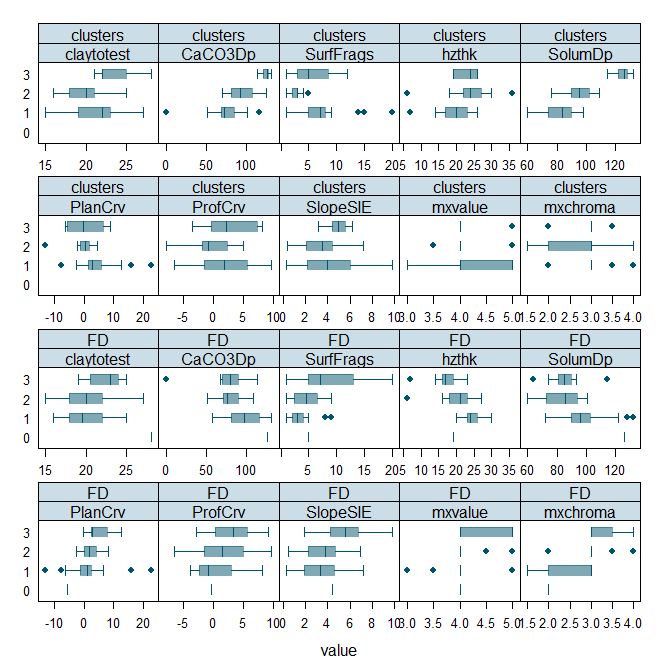 clusters clusters clusters clusters clusters
claytotest CaCO3Dp SurfFrags hzthk SolumDp
3
2
1
0
15 20 25 0 50 100 5 10 15 20 5 10 15 20 25 30 35 60 80 100 120
clusters clusters clusters clusters clusters
PlanCrv ProfCrv SlopeSIE mxvalue mxchroma
3
2
1
0
-10 0 10 20 -5 0 5 10 0 2 4 6 8 10 3.0 3.5 4.0 4.5 5.0 1.5 2.0 2.5 3.0 3.5 4.0
FD FD FD FD FD
claytotest CaCO3Dp SurfFrags hzthk SolumDp
3
2
1
0
15 20 25 0 50 100 5 10 15 20 5 10 15 20 25 30 35 60 80 100 120
FD FD FD FD FD
PlanCrv ProfCrv SlopeSIE mxvalue mxchroma
3
2
1
0
-10 0 10 20 -5 0 5 10 0 2 4 6 8 10 3.0 3.5 4.0 4.5 5.0 1.5 2.0 2.5 3.0 3.5 4.0
value